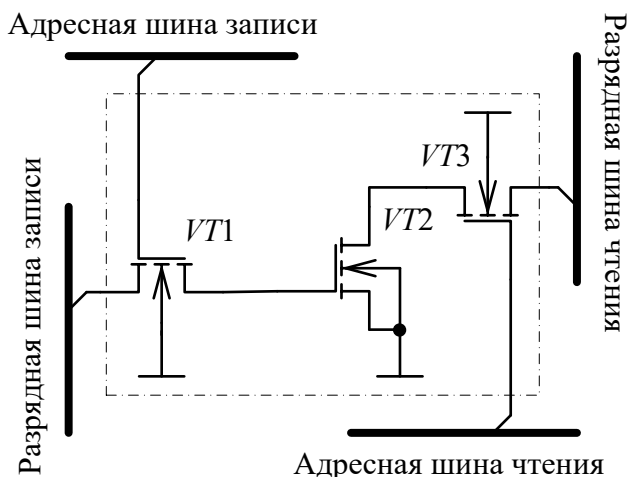 Адресная шина записи
Разрядная шина чтения
VT3
VT1
VT2
Разрядная шина записи
Адресная шина чтения